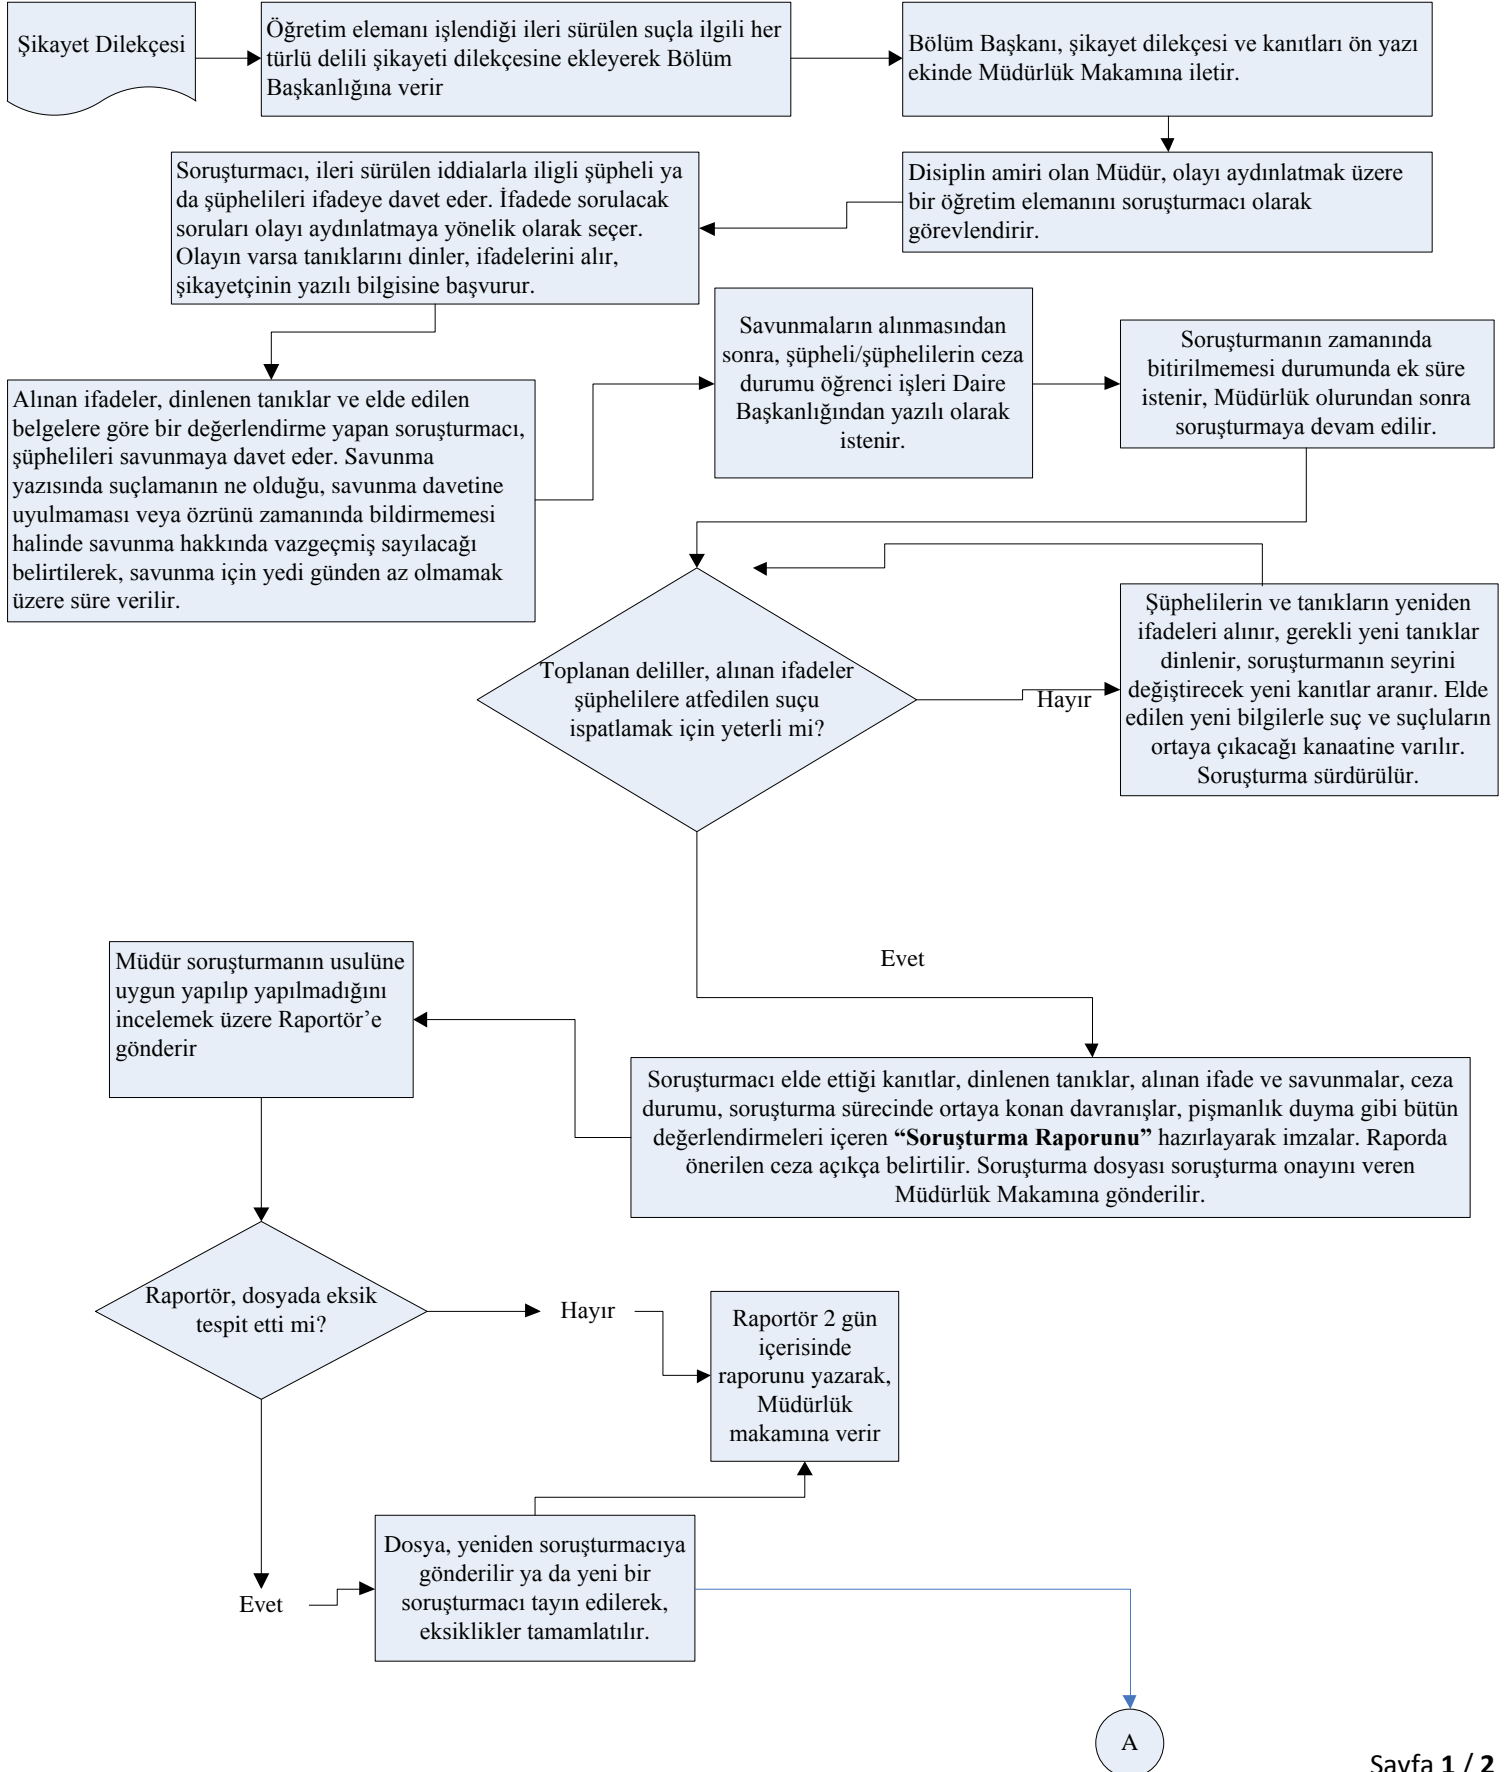 Şikayet Dilekçesi
Öğretim elemanı işlendiği ileri sürülen suçla ilgili her
türlü delili şikayeti dilekçesine ekleyerek Bölüm
Başkanlığına verir
Bölüm Başkanı, şikayet dilekçesi ve kanıtları ön yazı
ekinde Müdürlük Makamına iletir.
Disiplin amiri olan Müdür, olayı aydınlatmak üzere
bir öğretim elemanını soruşturmacı olarak
görevlendirir.
Soruşturmacı, ileri sürülen iddialarla iligli şüpheli ya
da şüphelileri ifadeye davet eder. İfadede sorulacak
soruları olayı aydınlatmaya yönelik olarak seçer.
Olayın varsa tanıklarını dinler, ifadelerini alır,
şikayetçinin yazılı bilgisine başvurur.
Alınan ifadeler, dinlenen tanıklar ve elde edilen
belgelere göre bir değerlendirme yapan soruşturmacı,
şüphelileri savunmaya davet eder. Savunma
yazısında suçlamanın ne olduğu, savunma davetine
uyulmaması veya özrünü zamanında bildirmemesi
halinde savunma hakkında vazgeçmiş sayılacağı
belirtilerek, savunma için yedi günden az olmamak
üzere süre verilir.
Savunmaların alınmasından
sonra, şüpheli/şüphelilerin ceza
durumu öğrenci işleri Daire
Başkanlığından yazılı olarak
istenir.
Soruşturmanın zamanında
bitirilmemesi durumunda ek süre
istenir, Müdürlük olurundan sonra
soruşturmaya devam edilir.
Toplanan deliller, alınan ifadeler
şüphelilere atfedilen suçu
ispatlamak için yeterli mi?
Hayır
Şüphelilerin ve tanıkların yeniden
ifadeleri alınır, gerekli yeni tanıklar
dinlenir, soruşturmanın seyrini
değiştirecek yeni kanıtlar aranır. Elde
edilen yeni bilgilerle suç ve suçluların
ortaya çıkacağı kanaatine varılır.
Soruşturma sürdürülür.
Evet
Soruşturmacı elde ettiği kanıtlar, dinlenen tanıklar, alınan ifade ve savunmalar, ceza
durumu, soruşturma sürecinde ortaya konan davranışlar, pişmanlık duyma gibi bütün
değerlendirmeleri içeren “Soruşturma Raporunu” hazırlayarak imzalar. Raporda
önerilen ceza açıkça belirtilir. Soruşturma dosyası soruşturma onayını veren
Müdürlük Makamına gönderilir.
Müdür soruşturmanın usulüne
uygun yapılıp yapılmadığını
incelemek üzere Raportör’e
gönderir
Raportör, dosyada eksik
tespit etti mi?
Hayır
Raportör 2 gün
içerisinde
raporunu yazarak,
Müdürlük
makamına verir
Evet
Dosya, yeniden soruşturmacıya
gönderilir ya da yeni bir
soruşturmacı tayin edilerek,
eksiklikler tamamlatılır.
A
Sayfa 1 / 2